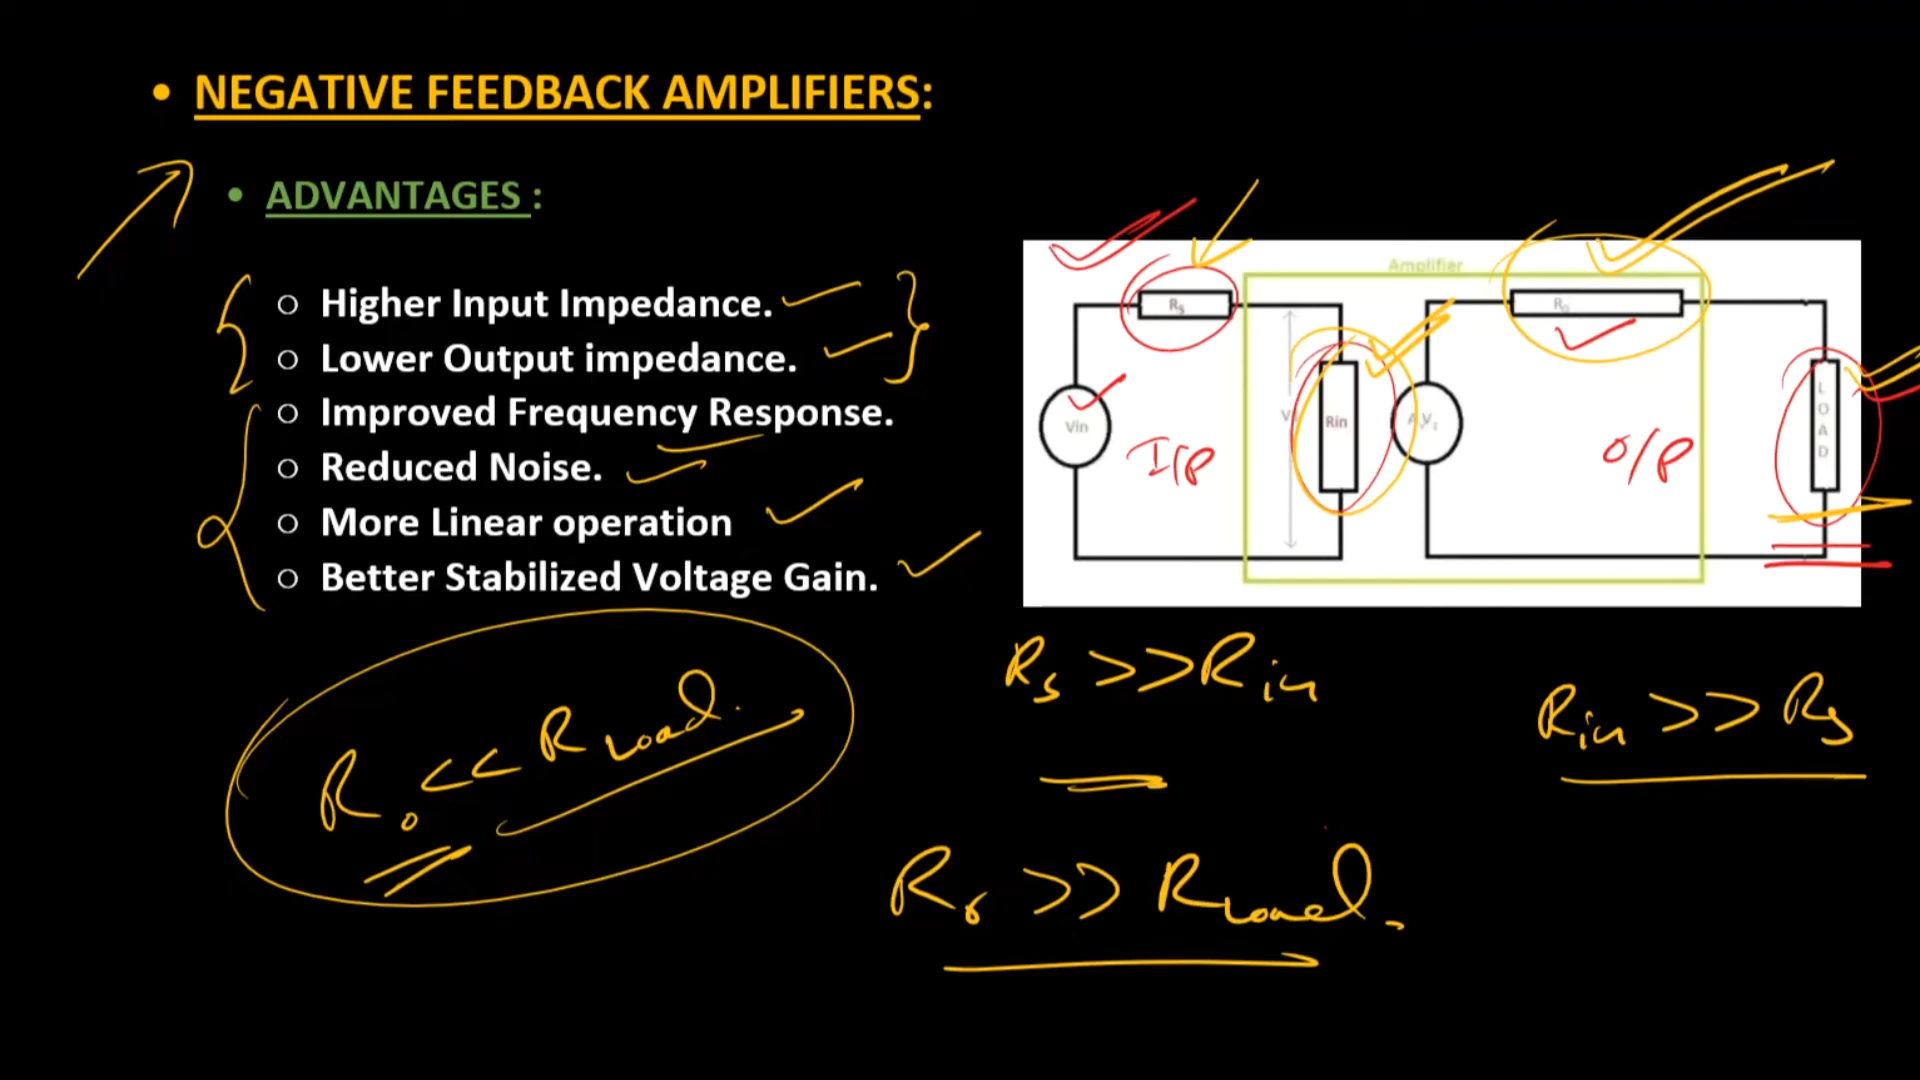 • NEGATIVE FEEDBACK AMPLIFIERS:
• ADVANTAGES :
○ Higher Input Impedance.
○ Lower Output impedance.
○ Improved Frequency Response.
○ Reduced Noise.
○ More Linear operation
○ Better Stabilized Voltage Gain.
Amplifier
Rs
Ro
Vin
I/P
Rin
O/P
LOAD
Rs >> Rin
Rin >> Rs
Ro << Rload.
Ro >> Rload.